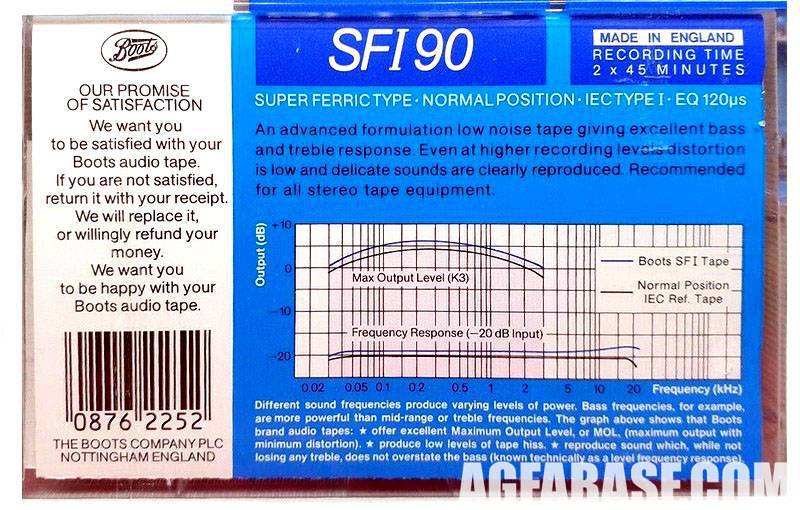 Boots
OUR PROMISE
OF SATISFACTION
We want you
to be satisfied with your
Boots audio tape.
If you are not satisfied,
return it with your receipt.
We will replace it,
or willingly refund your
money.
We want you
to be happy with your
Boots audio tape.
0876 2252
THE BOOTS COMPANY PLC
NOTTINGHAM ENGLAND
SFI 90
MADE IN ENGLAND
RECORDING TIME
2 x 45 MINUTES
SUPER FERRIC TYPE · NORMAL POSITION · IEC TYPE I · EQ 120µs
An advanced formulation low noise tape giving excellent bass
and treble response. Even at higher recording levels distortion
is low and delicate sounds are clearly reproduced. Recommended
for all stereo tape equipment.
Output (dB)
+10
0
-10
-20
Max Output Level (K3)
Boots SFI Tape
Normal Position
IEC Ref. Tape
Frequency Response (-20 dB Input)
0.02 0.05 0.1 0.2 0.5 1 2 5 10 20 Frequency (kHz)
Different sound frequencies produce varying levels of power. Bass frequencies, for example,
are more powerful than mid-range or treble frequencies. The graph above shows that Boots
brand audio tapes: ★ offer excellent Maximum Output Level, or MOL, (maximum output with
minimum distortion). ★ produce low levels of tape hiss. ★ reproduce sound which, while not
losing any treble, does not overstate the bass (known technically as a level frequency response).
AGFABASE.COM